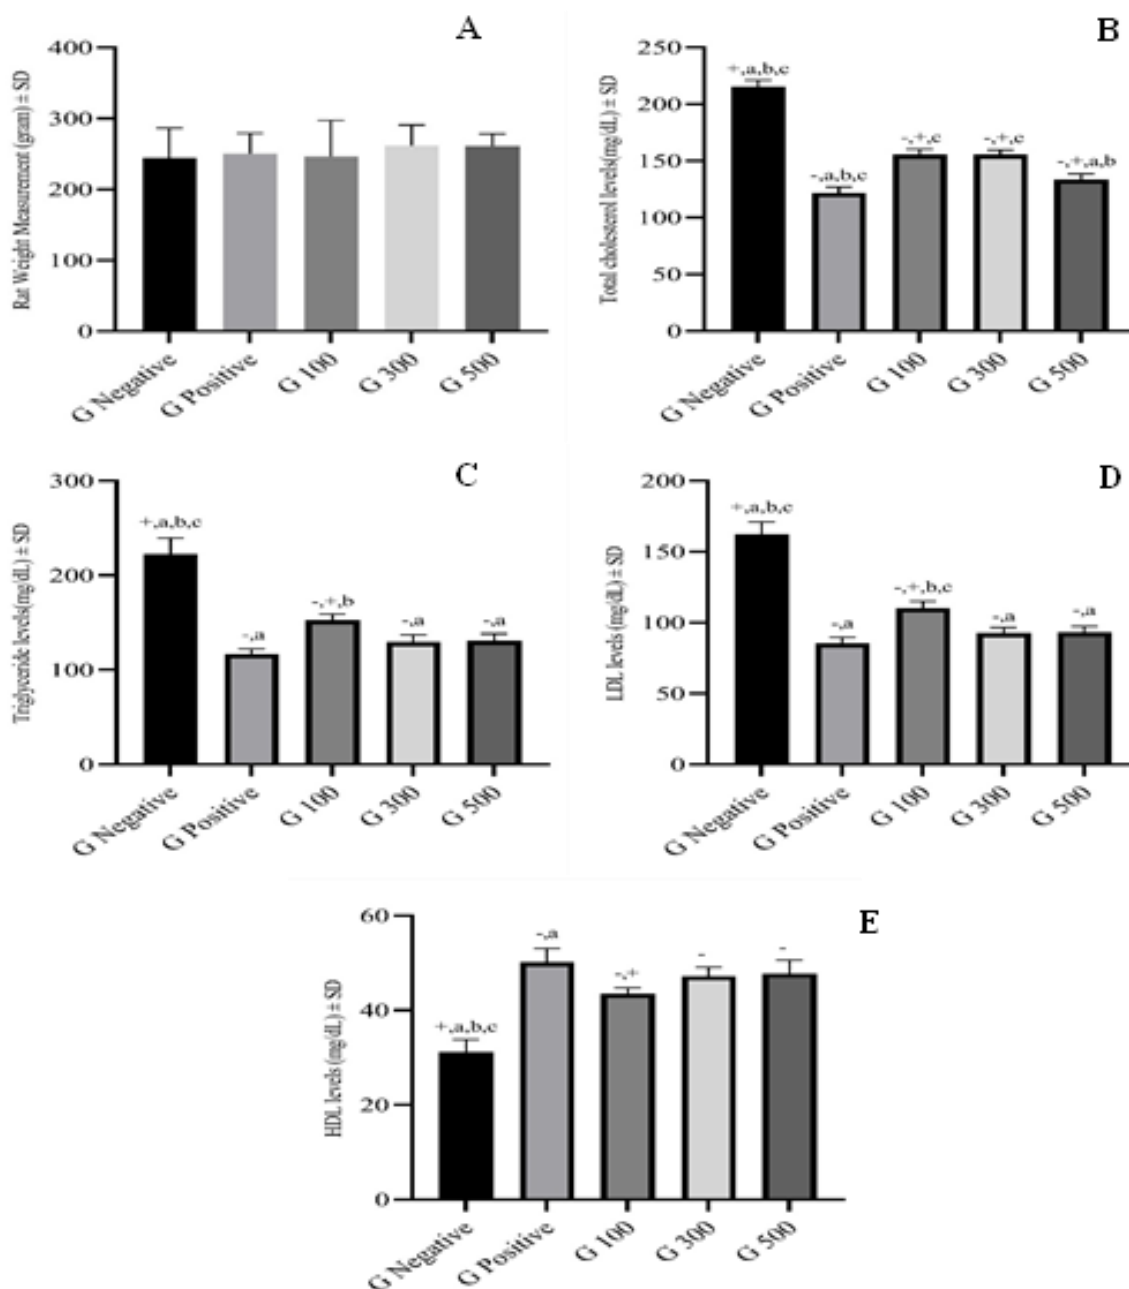 A
Rat Weight Measurement (gram) ± SD
400
300
200
100
0
G Negative
G Positive
G 100
G 300
G 500
B
Total cholesterol levels(mg/dL) ± SD
250
200
150
100
50
0
+,a,b,c
-,a,b,c
-,+,c
-,+,c
-,+,a,b
G Negative
G Positive
G 100
G 300
G 500
C
Triglyceride levels(mg/dL) ± SD
300
200
100
0
+,a,b,c
-,a
-,+,b
-,a
-,a
G Negative
G Positive
G 100
G 300
G 500
D
LDL levels (mg/dL) ± SD
200
150
100
50
0
+,a,b,c
-,a
-,+,b,c
-,a
-,a
G Negative
G Positive
G 100
G 300
G 500
E
HDL levels (mg/dL) ± SD
60
40
20
0
+,a,b,c
-,a
-,+
-
-
G Negative
G Positive
G 100
G 300
G 500